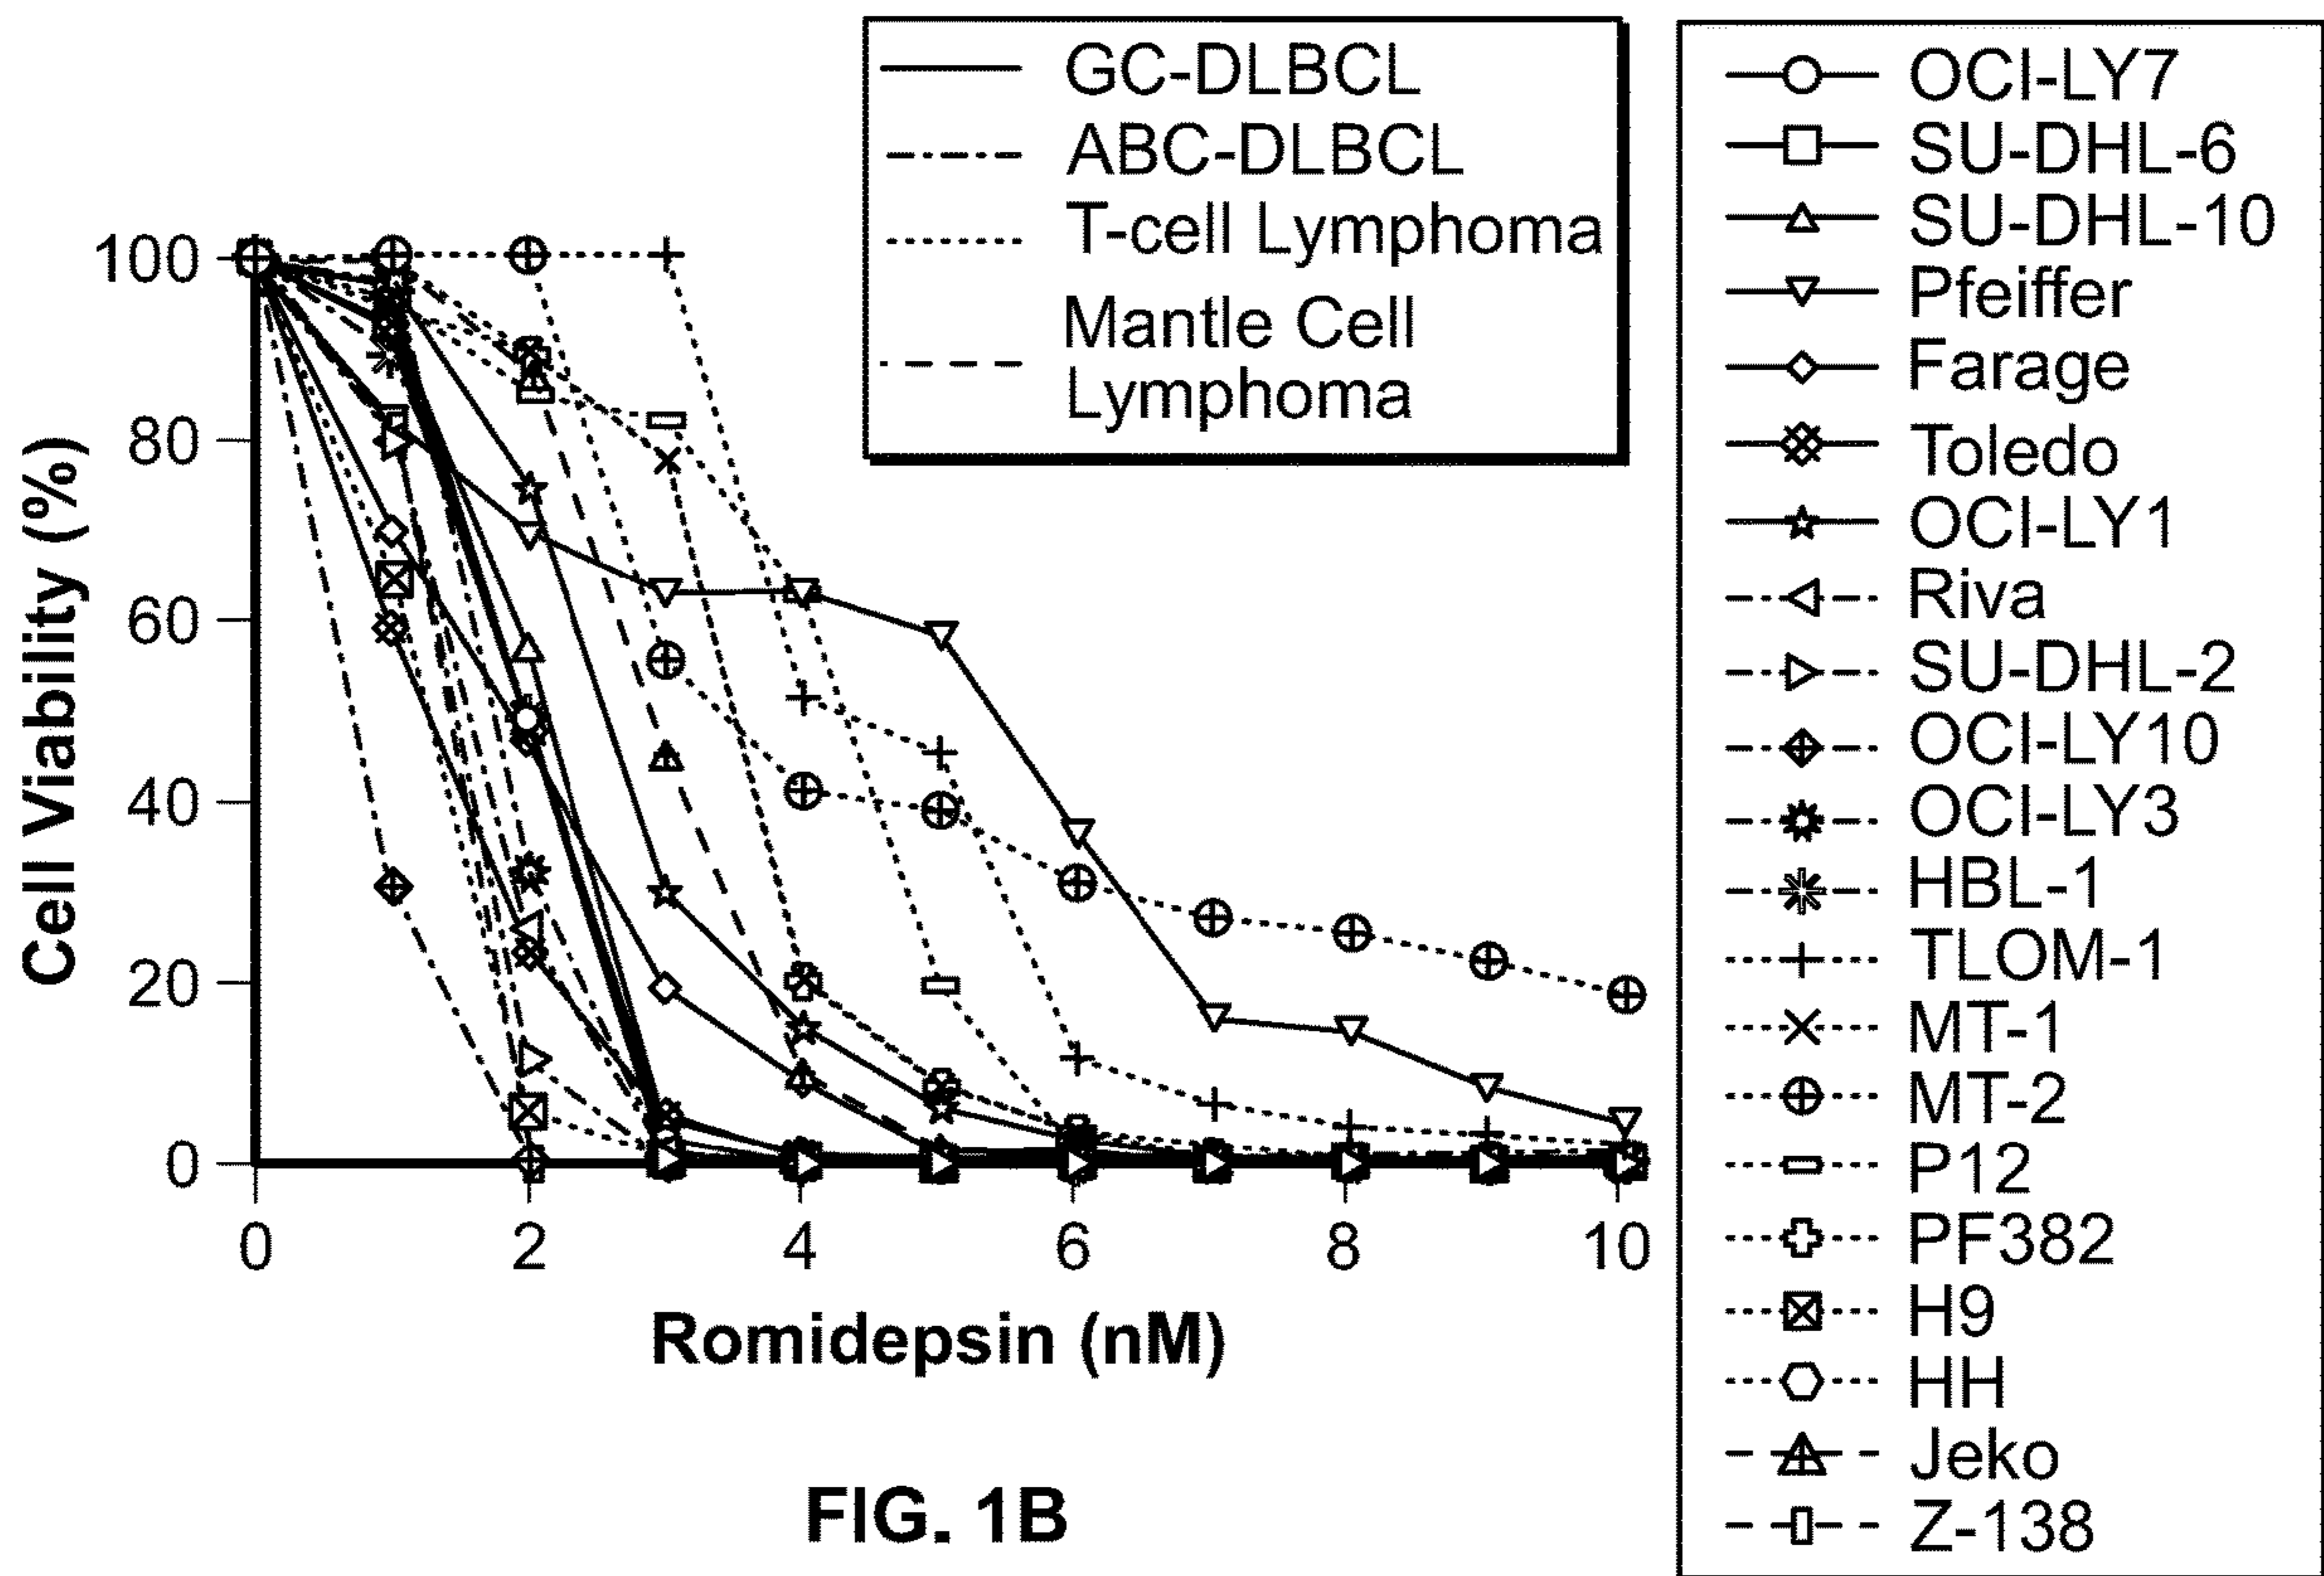 GC-DLBCL
ABC-DLBCL
T-cell Lymphoma
Mantle Cell
Lymphoma
OCI-LY7
SU-DHL-6
SU-DHL-10
Pfeiffer
Farage
Toledo
OCI-LY1
Riva
SU-DHL-2
OCI-LY10
OCI-LY3
HBL-1
TLOM-1
MT-1
MT-2
P12
PF382
H9
HH
Jeko
Z-138
Cell Viability (%)
100
80
60
40
20
0
0 2 4 6 8 10
Romidepsin (nM)
FIG. 1B